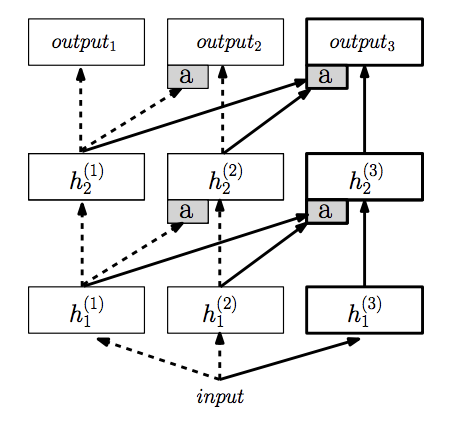 output₁ output₂ output₃
a a
h₂⁽¹⁾ h₂⁽²⁾ h₂⁽³⁾
a a
h₁⁽¹⁾ h₁⁽²⁾ h₁⁽³⁾
input